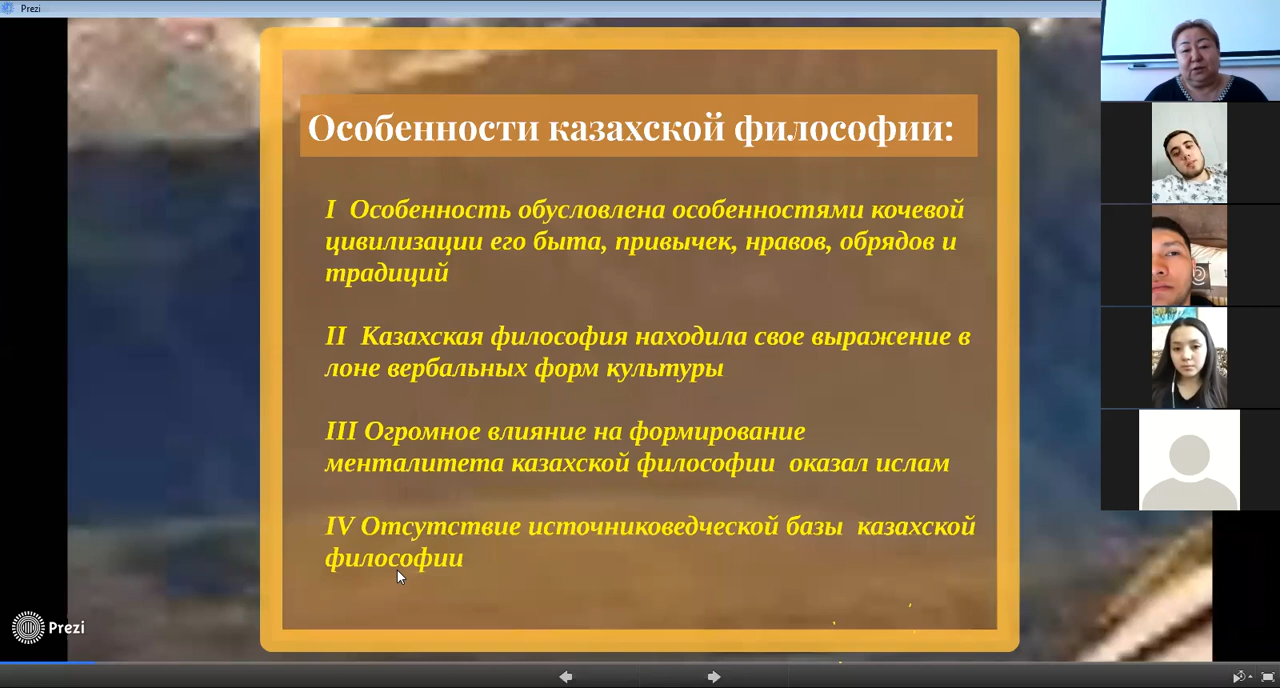 Prezi
Особенности казахской философии:
I Особенность обусловлена особенностями кочевой
цивилизации его быта, привычек, нравов, обрядов и
традиций
II Казахская философия находила свое выражение в
лоне вербальных форм культуры
III Огромное влияние на формирование
менталитета казахской философии оказал ислам
IV Отсутствие источниковедческой базы казахской
философии
Prezi